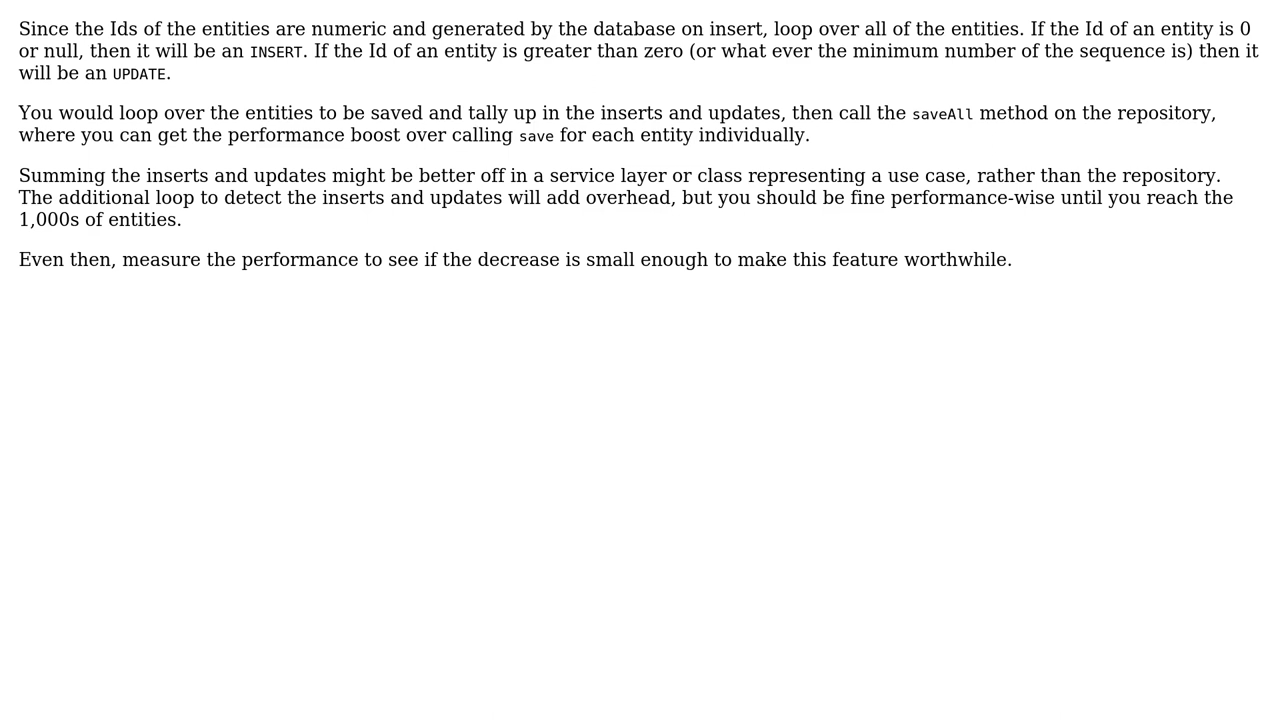 Since the Ids of the entities are numeric and generated by the database on insert, loop over all of the entities. If the Id of an entity is 0
or null, then it will be an INSERT. If the Id of an entity is greater than zero (or what ever the minimum number of the sequence is) then it
will be an UPDATE.
You would loop over the entities to be saved and tally up in the inserts and updates, then call the saveAll method on the repository,
where you can get the performance boost over calling save for each entity individually.
Summing the inserts and updates might be better off in a service layer or class representing a use case, rather than the repository.
The additional loop to detect the inserts and updates will add overhead, but you should be fine performance-wise until you reach the
1,000s of entities.
Even then, measure the performance to see if the decrease is small enough to make this feature worthwhile.